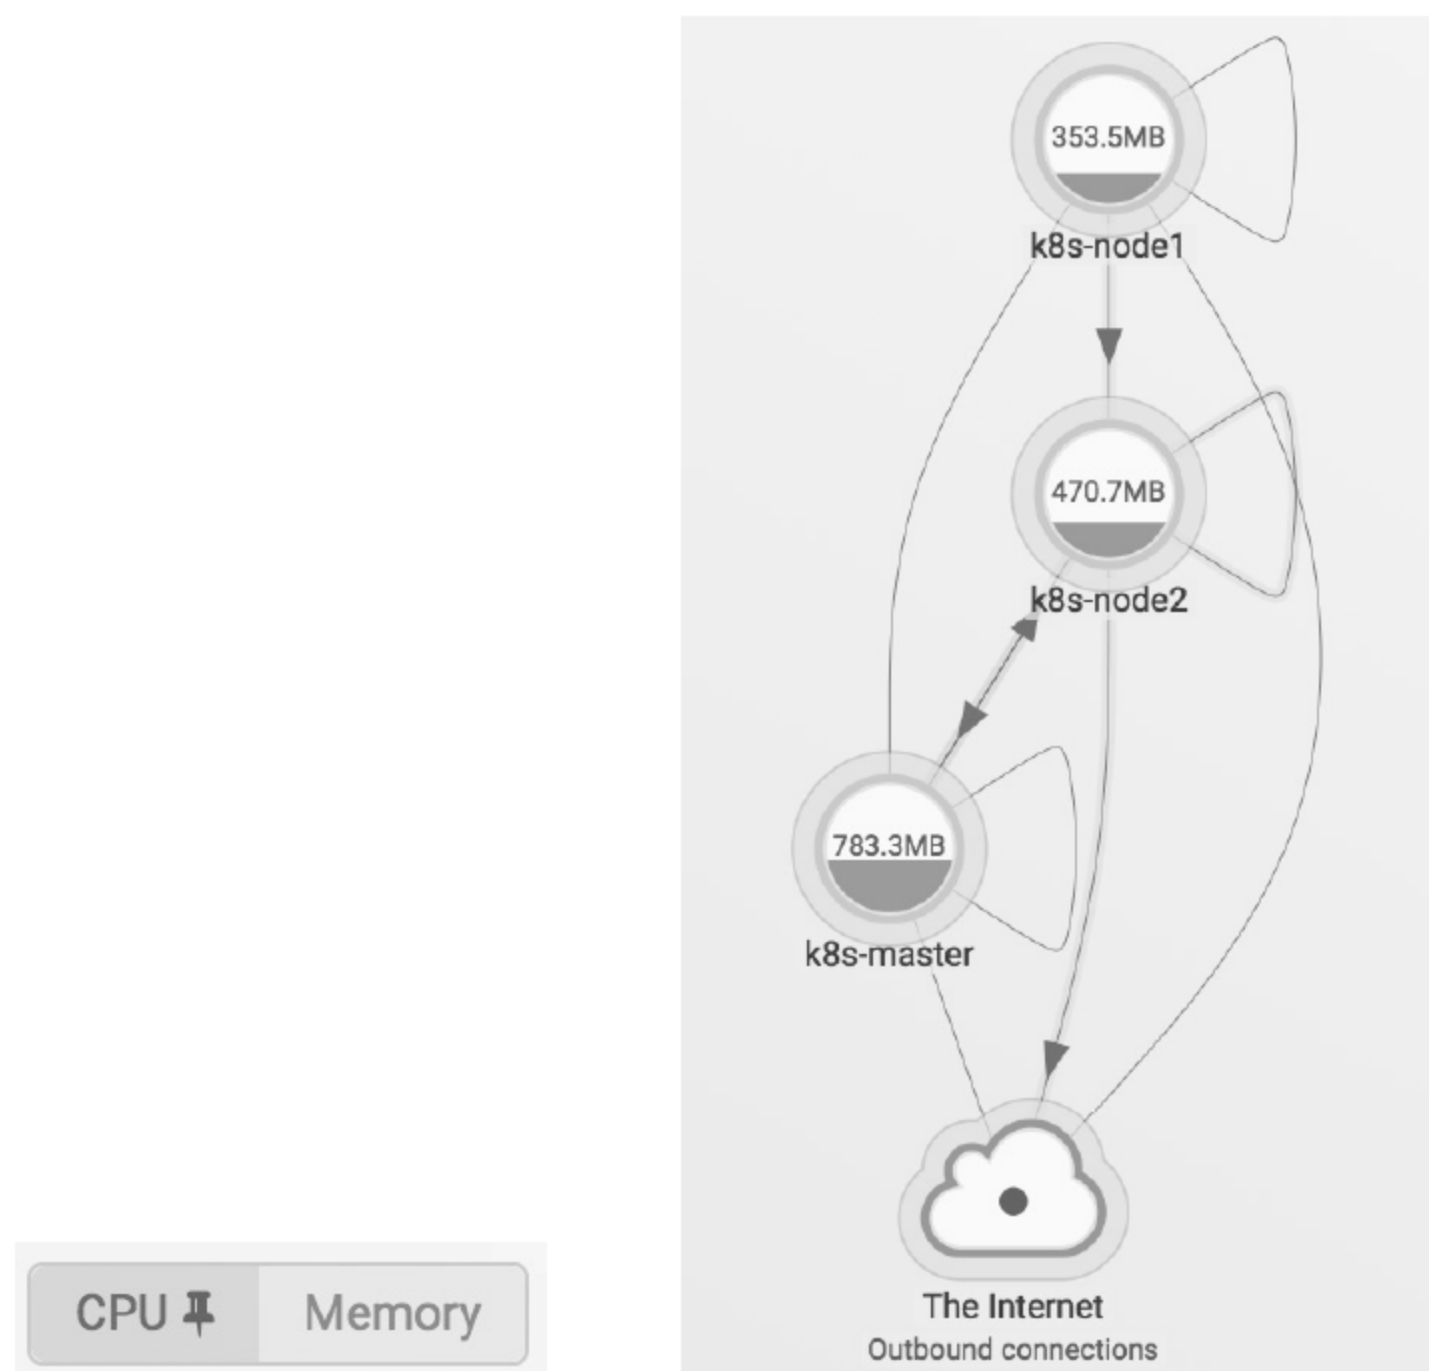 353.5MB
k8s-node1
470.7MB
k8s-node2
783.3MB
k8s-master
The Internet
Outbound connections
CPU Memory